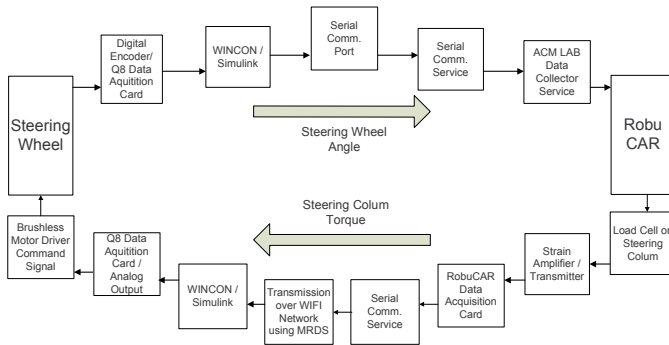 Steering
Wheel
Digital
Encoder/
Q8 Data
Aquitition
Card
WINCON /
Simulink
Serial
Comm.
Port
Serial
Comm.
Service
ACM LAB
Data
Collector
Service
Robu
CAR
Steering Wheel
Angle
Steering Colum
Torque
Load Cell on
Steering
Colum
Strain
Amplifier /
Transmitter
RobuCAR
Data
Acquisition
Card
Serial
Comm.
Service
Transmission
over WIFI
Network
using MRDS
WINCON /
Simulink
Q8 Data
Aqutition
Card /
Analog
Output
Brushless
Motor Driver
Command
Signal